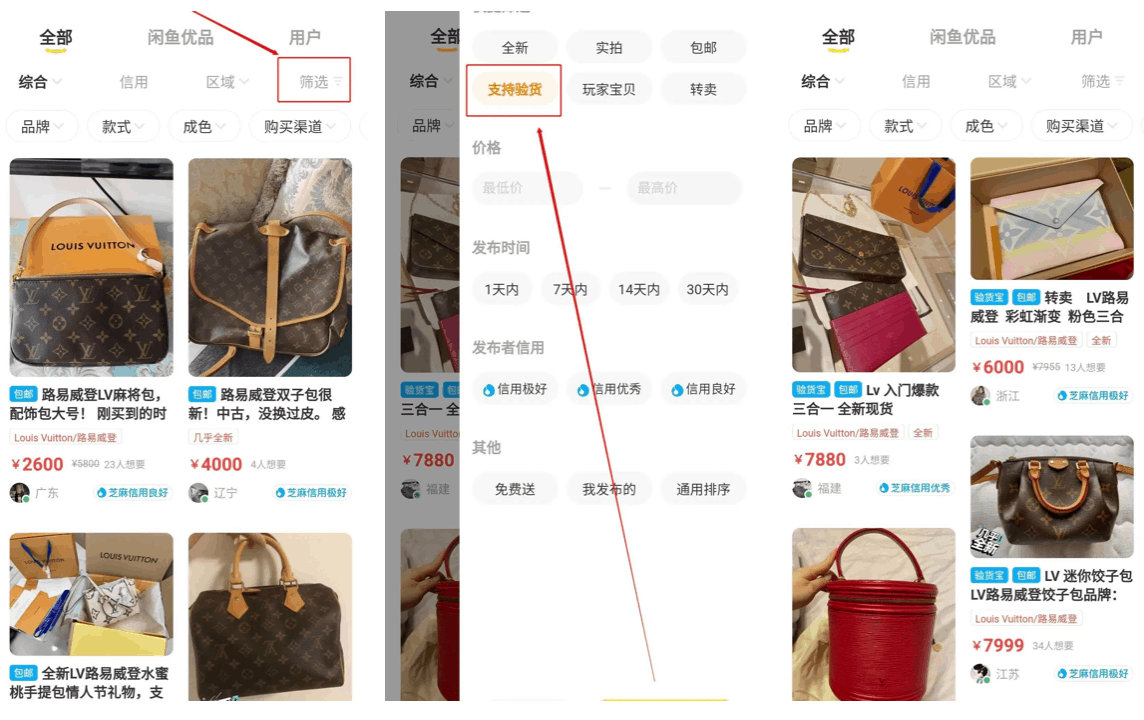 全部
闲鱼优品
用户
综合
信用
区域
筛选
品牌
款式
成色
购买渠道
LOUIS VUITTON
包邮 路易威登LV麻将包，
配饰包大号！ 刚买到的时
Louis Vuitton/路易威登
¥2600 ¥5800 23人想要
广东
芝麻信用良好
包邮 路易威登双子包很
新！中古，没换过皮。 感
几乎全新
¥4000 4人想要
辽宁
芝麻信用极好
LOUIS VUITTON
包邮 全新LV路易威登水蜜
桃手提包情人节礼物，支
全部
综合
品牌
验货宝
三合一 全
¥7880
福建
全新
实拍
包邮
支持验货
玩家宝贝
转卖
价格
最低价
最高价
发布时间
1天内
7天内
14天内
30天内
发布者信用
信用极好
信用优秀
信用良好
其他
免费送
我发布的
通用排序
全部
闲鱼优品
用户
综合
信用
区域
筛选
品牌
款式
成色
购买渠道
验货宝 包邮 Lv 入门爆款
三合一 全新现货
Louis Vuitton/路易威登
全新
¥7880 3人想要
福建
芝麻信用优秀
验货宝 包邮 转卖 LV路易
威登 彩虹渐变 粉色三合
Louis Vuitton/路易威登
全新
¥6000 ¥7955 13人想要
浙江
芝麻信用极好
几乎
全新
验货宝 包邮 LV 迷你饺子包
LV路易威登饺子包品牌：
Louis Vuitton/路易威登
¥7999 34人想要
江苏
芝麻信用极好